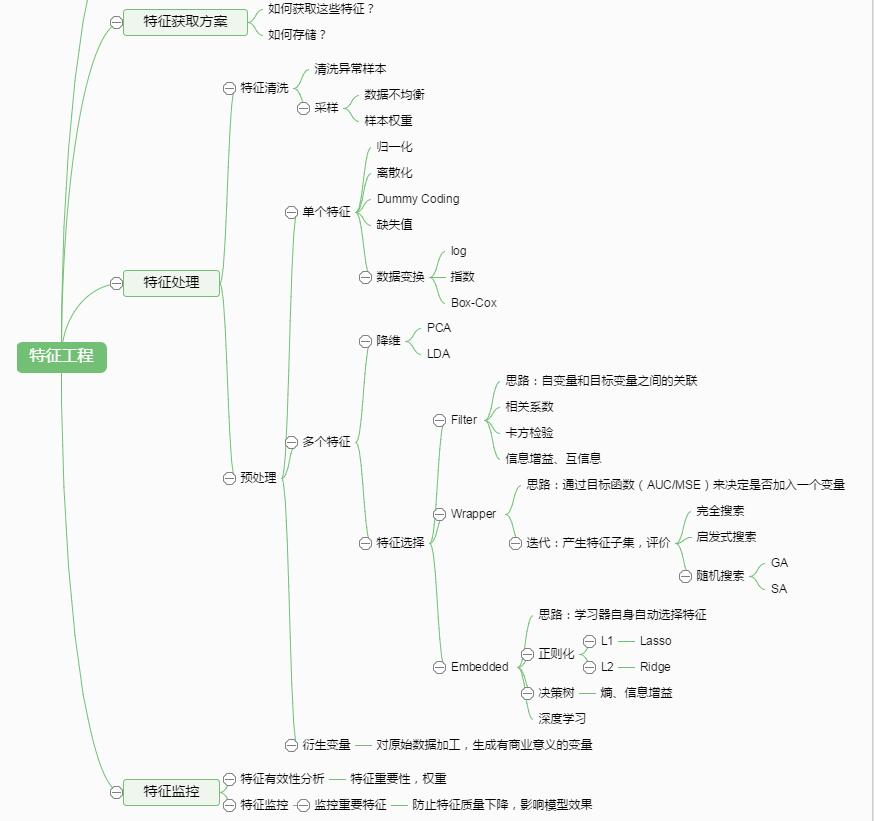 如何获取这些特征？
特征获取方案
如何存储？
清洗异常样本
特征清洗
数据不均衡
采样
样本权重
归一化
离散化
Dummy Coding
单个特征
缺失值
log
特征处理
数据变换
指数
Box-Cox
PCA
降维
特征工程
LDA
思路：自变量和目标变量之间的关联
相关系数
Filter
卡方检验
多个特征
信息增益、互信息
预处理
思路：通过目标函数（AUC/MSE）来决定是否加入一个变量
Wrapper
完全搜索
特征选择
迭代：产生特征子集，评价
启发式搜索
GA
随机搜索
SA
思路：学习器自身自动选择特征
L1
Lasso
正则化
Embedded
L2
Ridge
决策树
熵、信息增益
深度学习
衍生变量
对原始数据加工，生成有商业意义的变量
特征有效性分析
特征重要性，权重
特征监控
特征监控
监控重要特征
防止特征质量下降，影响模型效果